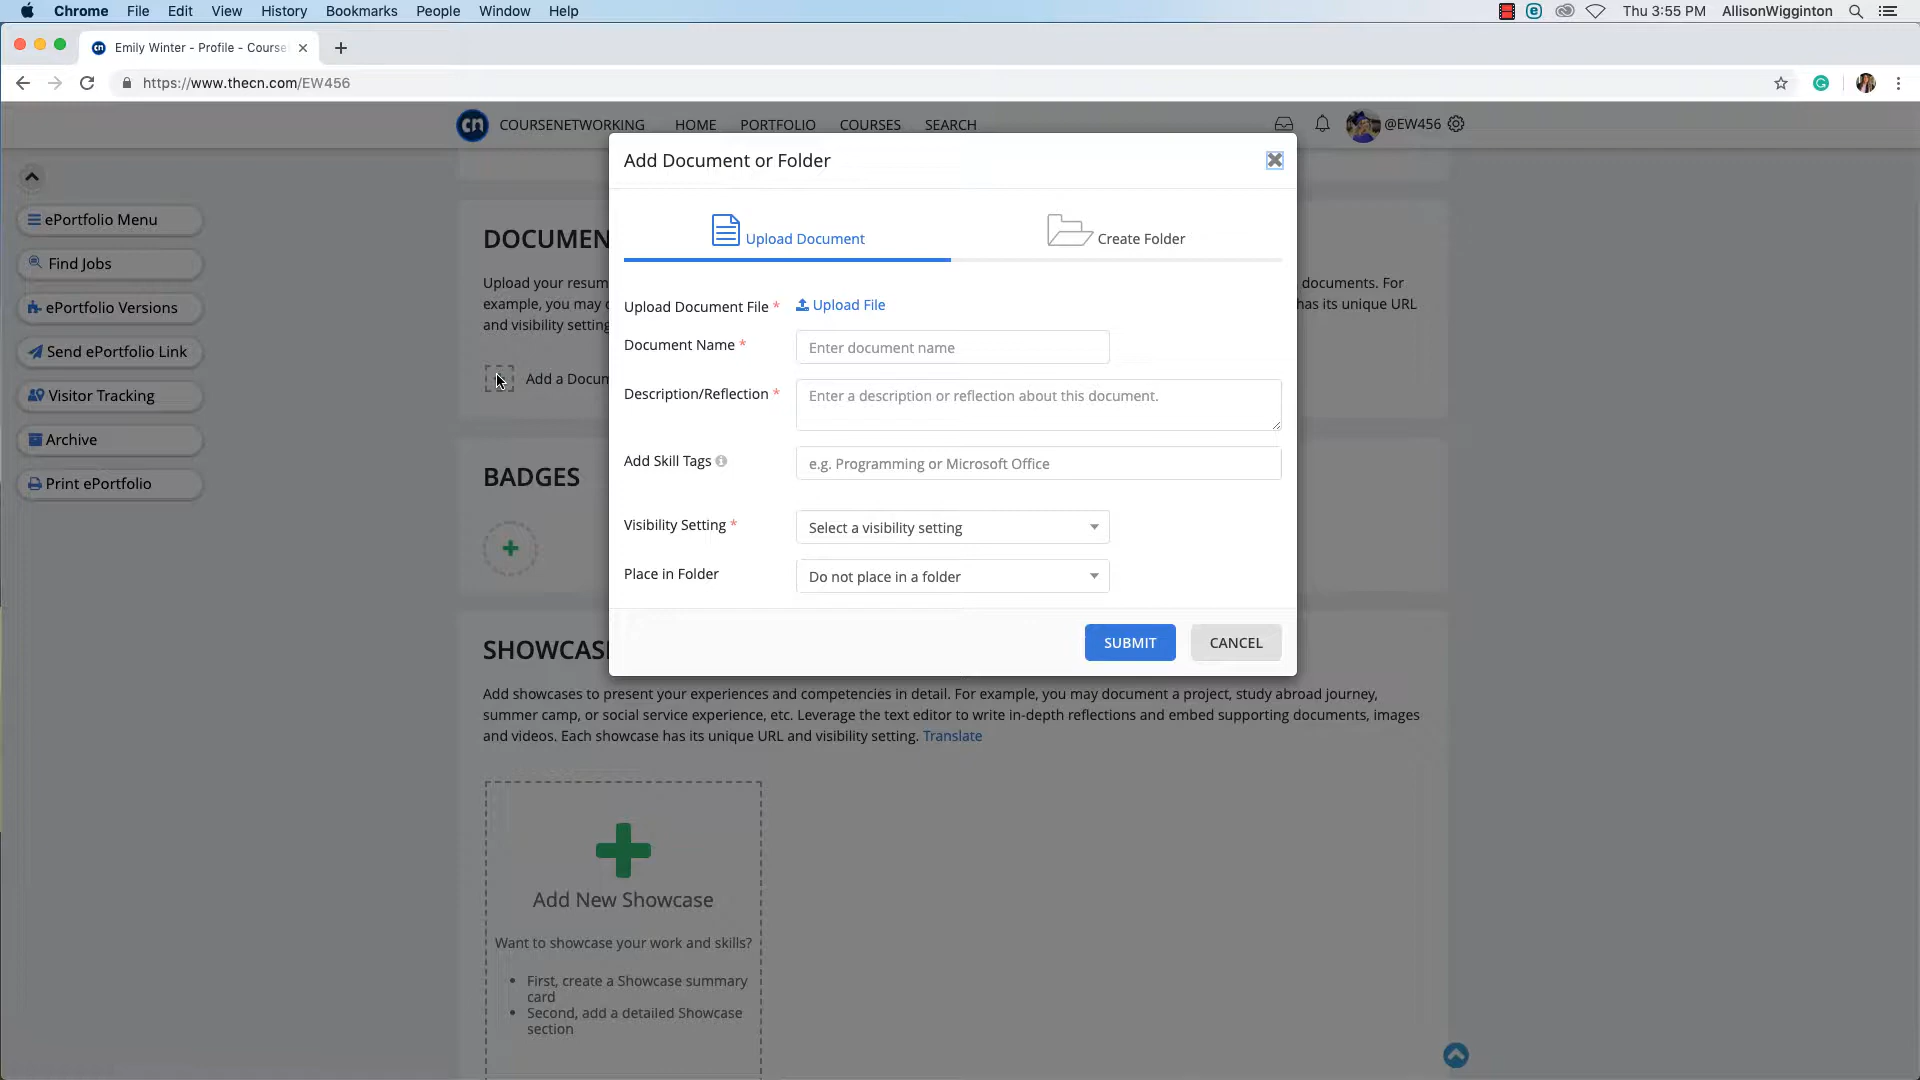 Chrome File Edit View History Bookmarks People Window Help
Thu 3:55 PM AllisonWigginton
Emily Winter - Profile - Course
https://www.thecn.com/EW456
cn COURSENETWORKING HOME PORTFOLIO COURSES SEARCH @EW456
ePortfolio Menu
Find Jobs
ePortfolio Versions
Send ePortfolio Link
Visitor Tracking
Archive
Print ePortfolio
DOCUMEN
Upload your resum documents. For
example, you may has its unique URL
and visibility setting
Add a Docum
Add Document or Folder
Upload Document Create Folder
Upload Document File * Upload File
Document Name * Enter document name
Description/Reflection * Enter a description or reflection about this document.
Add Skill Tags e.g. Programming or Microsoft Office
Visibility Setting * Select a visibility setting
Place in Folder Do not place in a folder
SUBMIT CANCEL
BADGES
SHOWCAS
Add showcases to present your experiences and competencies in detail. For example, you may document a project, study abroad journey,
summer camp, or social service experience, etc. Leverage the text editor to write in-depth reflections and embed supporting documents, images
and videos. Each showcase has its unique URL and visibility setting. Translate
Add New Showcase
Want to showcase your work and skills?
• First, create a Showcase summary
card
• Second, add a detailed Showcase
section